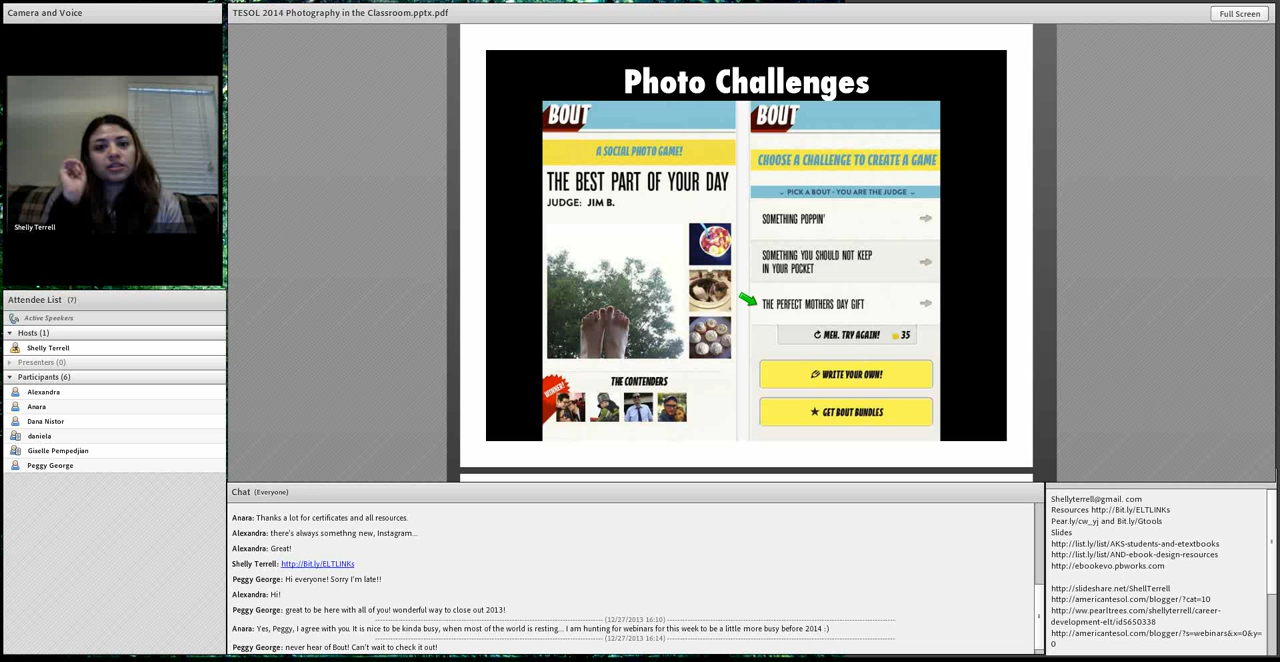 Camera and Voice
Shelly Terrell
Attendee List (7)
Active Speakers
Hosts (1)
Shelly Terrell
Presenters (0)
Participants (6)
Alexandra
Anara
Dana Nistor
daniela
Giselle Pempedjian
Peggy George
TESOL 2014 Photography in the Classroom.pptx.pdf
Full Screen
Photo Challenges
BOUT
A SOCIAL PHOTO GAME!
THE BEST PART OF YOUR DAY
JUDGE: JIM B.
THE CONTENDERS
WINNER!
BOUT
CHOOSE A CHALLENGE TO CREATE A GAME
~ PICK A BOUT - YOU ARE THE JUDGE ~
SOMETHING POPPIN'
SOMETHING YOU SHOULD NOT KEEP
IN YOUR POCKET
THE PERFECT MOTHERS DAY GIFT
MEH. TRY AGAIN! 35
WRITE YOUR OWN!
GET BOUT BUNDLES
Chat (Everyone)
Anara: Thanks a lot for certificates and all resources.
Alexandra: there's always somethng new, Instagram...
Alexandra: Great!
Shelly Terrell: http://Bit.ly/ELTLINKs
Peggy George: Hi everyone! Sorry I'm late!!
Alexandra: Hi!
Peggy George: great to be here with all of you! wonderful way to close out 2013!
(12/27/2013 16:10)
Anara: Yes, Peggy, I agree with you. It is nice to be kinda busy, when most of the world is resting... I am hunting for webinars for this week to be a little more busy before 2014 :)
(12/27/2013 16:14)
Peggy George: never hear of Bout! Can't wait to check it out!
Shellyterrell@gmail. com
Resources http://Bit.ly/ELTLINKs
Pear.ly/cw_yj and Bit.ly/Gtools
Slides
http://list.ly/list/AKS-students-and-etextbooks
http://list.ly/list/AND-ebook-design-resources
http://ebookevo.pbworks.com
http://slideshare.net/ShellTerrell
http://americantesol.com/blogger/?cat=10
http://ww.pearltrees.com/shellyterrell/career-
development-elt/id5650338
http://americantesol.com/blogger/?s=webinars&x=0&y=
0